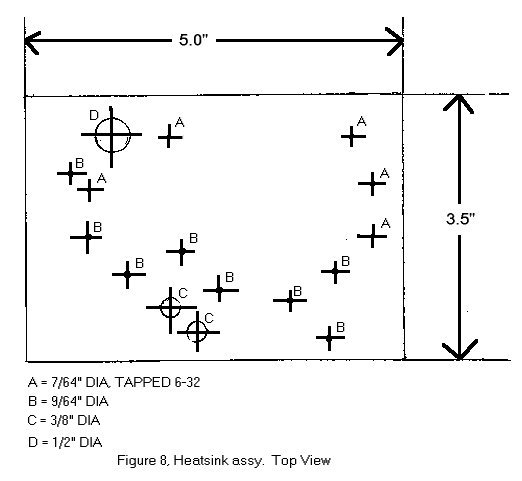 5.0"
D
A
A
B
A
A
B
A
B
B
B
B
B
C
C
B
3.5"
A = 7/64" DIA, TAPPED 6-32
B = 9/64" DIA
C = 3/8" DIA
D = 1/2" DIA
Figure 8, Heatsink assy. Top View